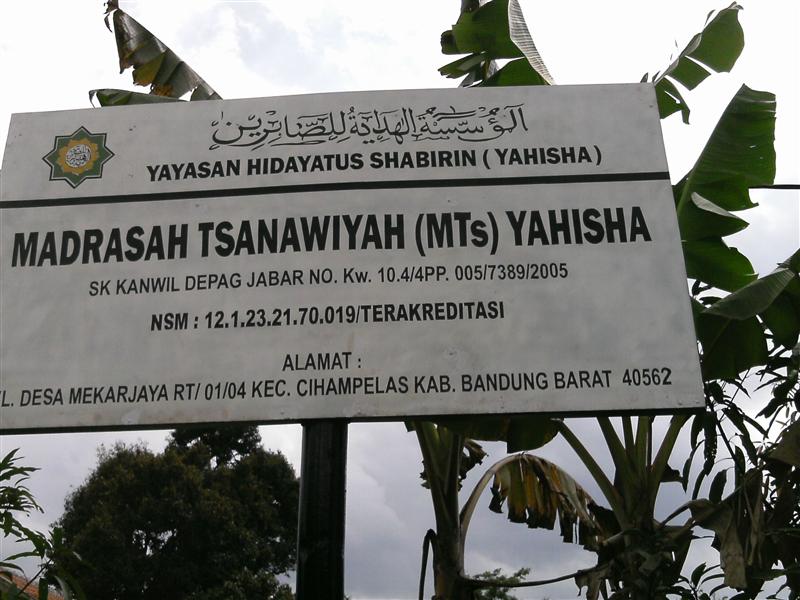 المؤسسة الهداية للصابرين
YAYASAN HIDAYATUS SHABIRIN ( YAHISHA )
MADRASAH TSANAWIYAH (MTs) YAHISHA
SK KANWIL DEPAG JABAR NO. Kw. 10.4/4PP. 005/7389/2005
NSM : 12.1.23.21.70.019/TERAKREDITASI
ALAMAT :
JL. DESA MEKARJAYA RT/ 01/04 KEC. CIHAMPELAS KAB. BANDUNG BARAT 40562